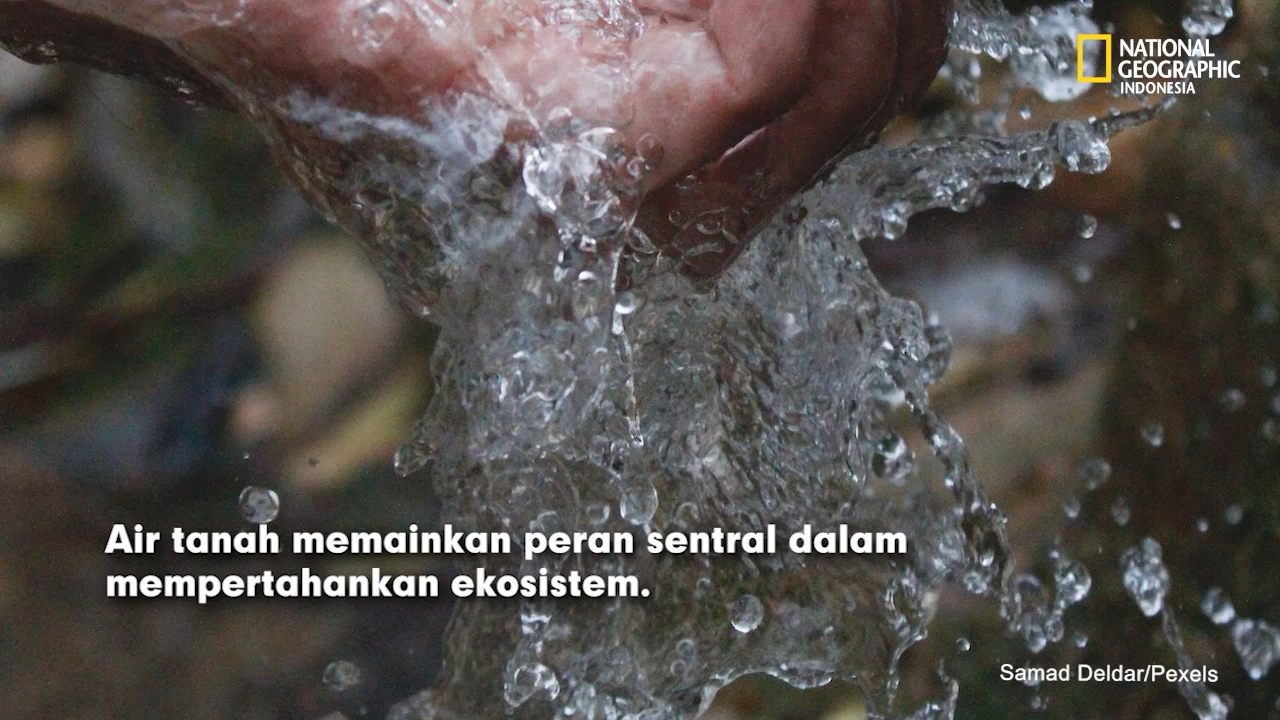 NATIONAL
GEOGRAPHIC
INDONESIA
Air tanah memainkan peran sentral dalam
mempertahankan ekosistem.
Samad Deldar/Pexels